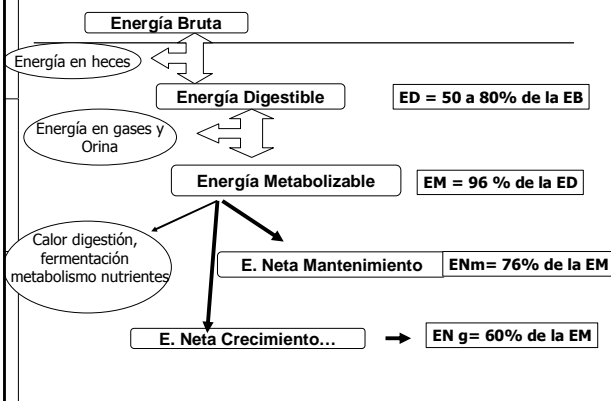 Energía Bruta
Energía en heces
Energía Digestible
ED = 50 a 80% de la EB
Energía en gases y
Orina
Energía Metabolizable
EM = 96 % de la ED
Calor digestión,
fermentación
metabolismo nutrientes
E. Neta Mantenimiento
ENm= 76% de la EM
E. Neta Crecimiento…
EN g= 60% de la EM